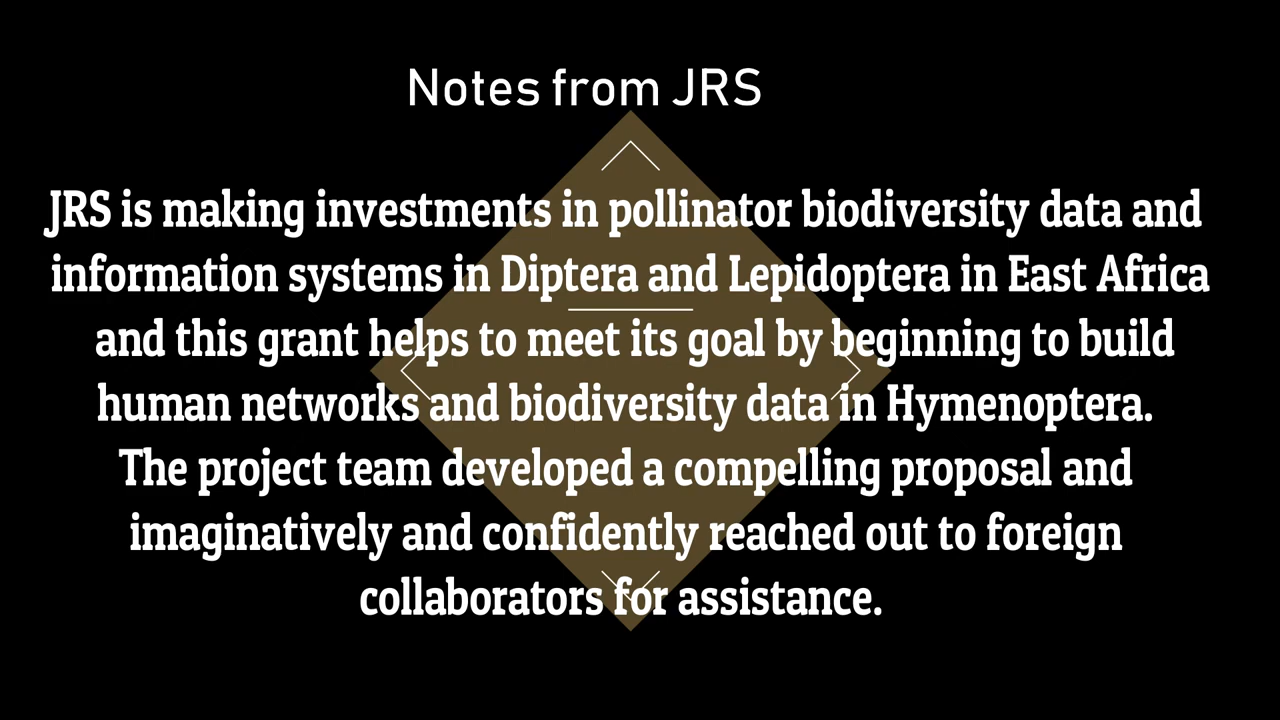 Notes from JRS
JRS is making investments in pollinator biodiversity data and
information systems in Diptera and Lepidoptera in East Africa
and this grant helps to meet its goal by beginning to build
human networks and biodiversity data in Hymenoptera.
The project team developed a compelling proposal and
imaginatively and confidently reached out to foreign
collaborators for assistance.